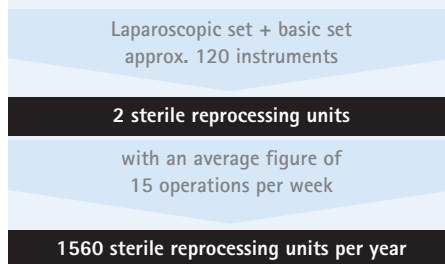 Laparoscopic set + basic set
approx. 120 instruments
2 sterile reprocessing units
with an average figure of
15 operations per week
1560 sterile reprocessing units per year